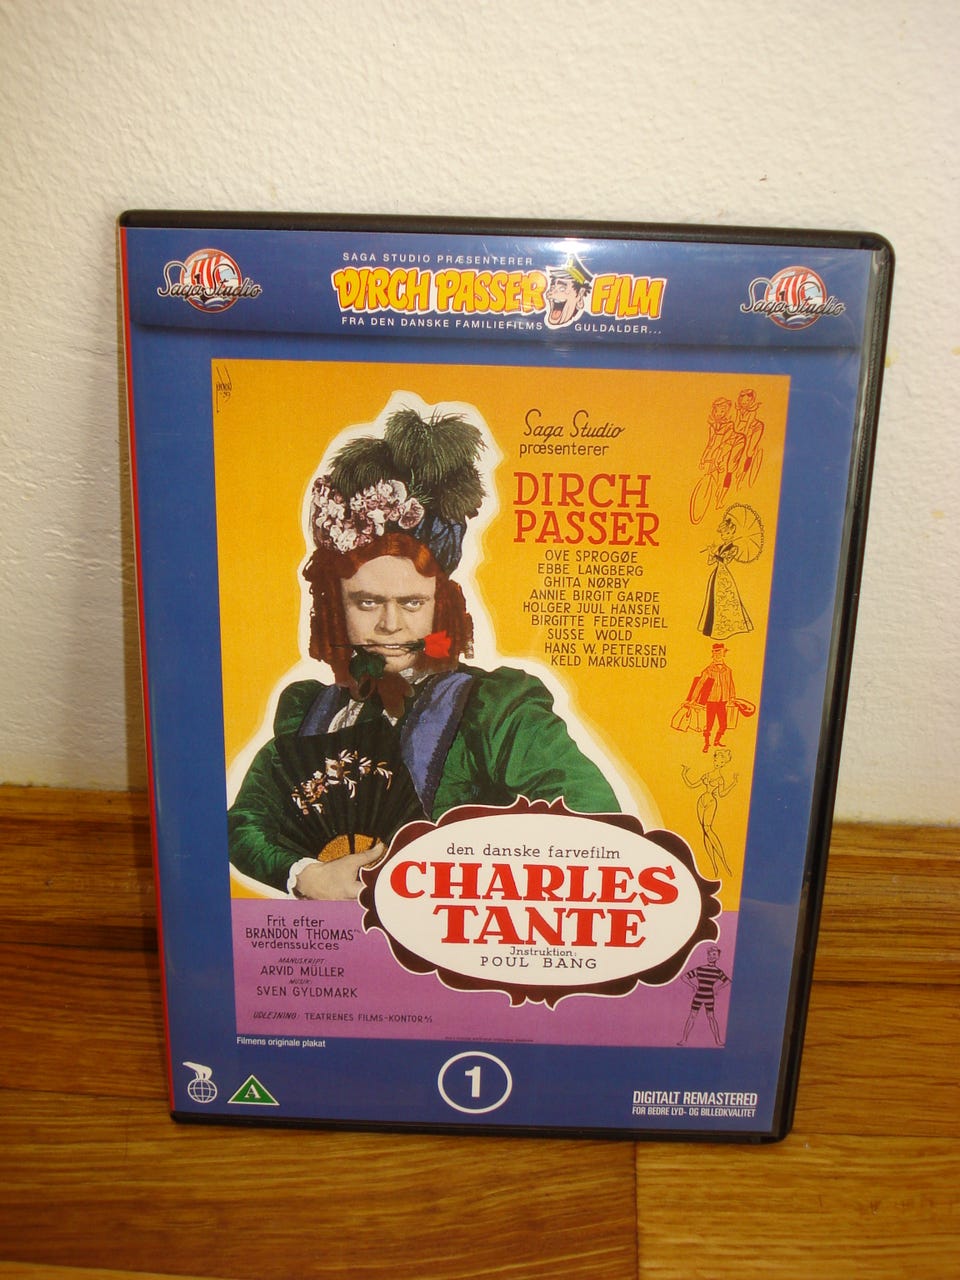 Saga Studio
SAGA STUDIO PRÆSENTERER
DIRCH PASSER FILM
FRA DEN DANSKE FAMILIEFILMS GULDALDER...
Saga Studio
Saga Studio
præsenterer
DIRCH
PASSER
OVE SPROGØE
EBBE LANGBERG
GHITA NØRBY
ANNIE BIRGIT GARDE
HOLGER JUUL HANSEN
BIRGITTE FEDERSPIEL
SUSSE WOLD
HANS W. PETERSEN
KELD MARKUSLUND
den danske farvefilm
CHARLES
TANTE
Instruktion:
POUL BANG
Frit efter
BRANDON THOMAS'
verdenssukces
MANUSKRIPT:
ARVID MÜLLER
MUSIK:
SVEN GYLDMARK
UDLEJNING: TEATRENES FILMS-KONTOR A/S
Filmens originale plakat
A
1
DIGITALT REMASTERED
FOR BEDRE LYD- OG BILLEDKVALITET